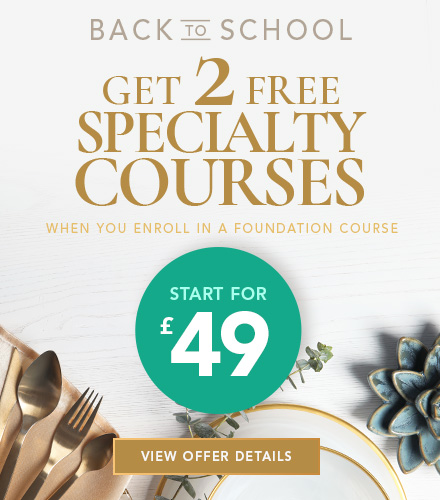 BACK TO SCHOOL
GET 2 FREE
SPECIALTY
COURSES
WHEN YOU ENROLL IN A FOUNDATION COURSE
START FOR
£49
VIEW OFFER DETAILS